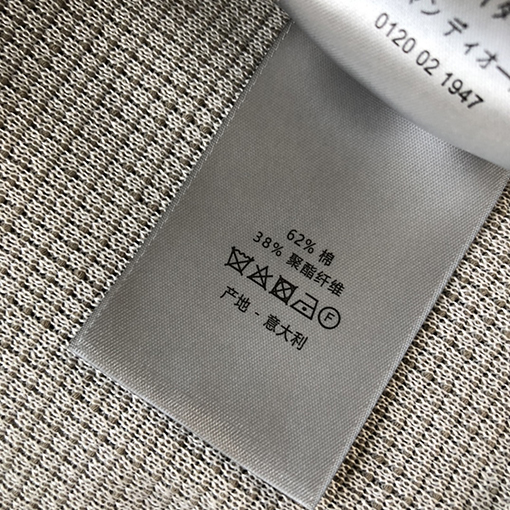 マンディオー
0120 02 1947
62% 棉
38% 聚酯纤维
F
产地 - 意大利